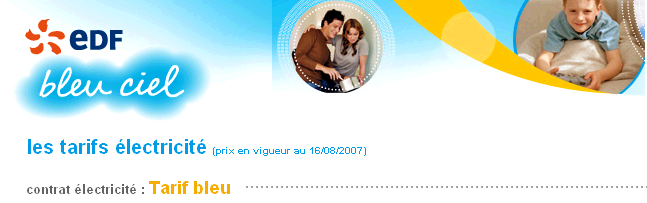 eDF
bleu ciel
les tarifs électricité (prix en vigueur au 16/08/2007)
contrat électricité : Tarif bleu